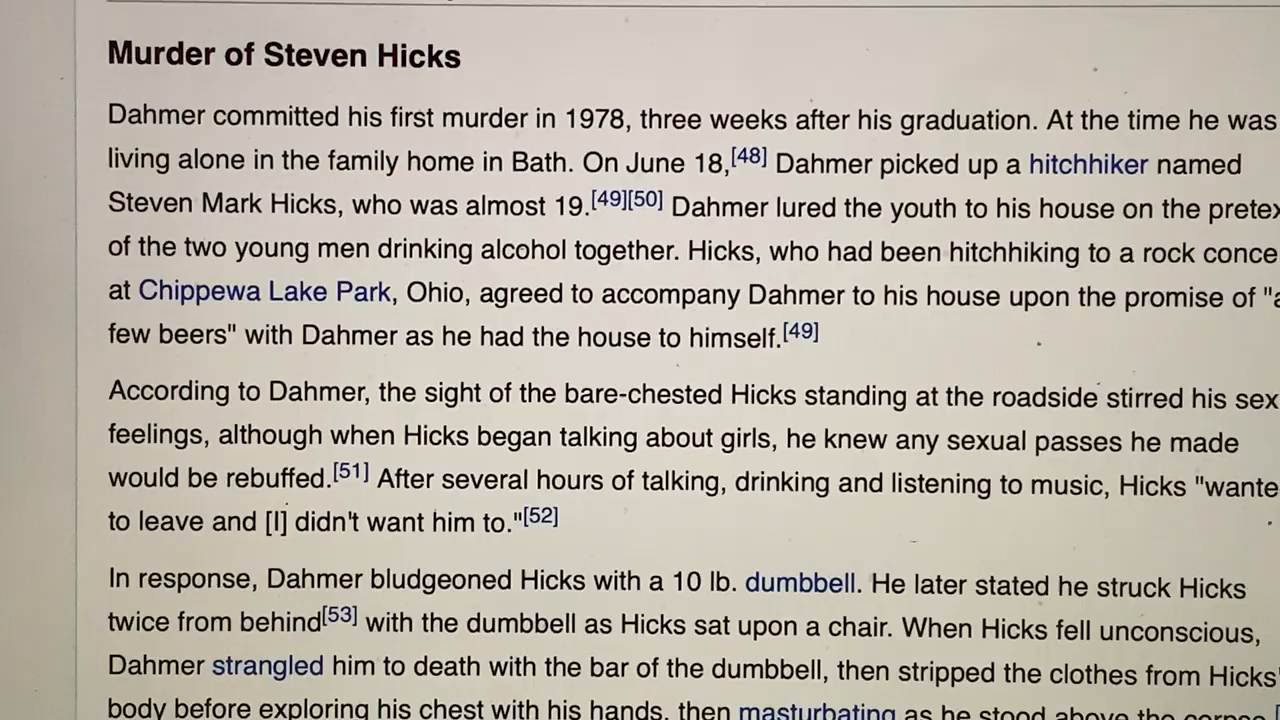 Murder of Steven Hicks
Dahmer committed his first murder in 1978, three weeks after his graduation. At the time he was
living alone in the family home in Bath. On June 18,[48] Dahmer picked up a hitchhiker named
Steven Mark Hicks, who was almost 19.[49][50] Dahmer lured the youth to his house on the pretex
of the two young men drinking alcohol together. Hicks, who had been hitchhiking to a rock conce
at Chippewa Lake Park, Ohio, agreed to accompany Dahmer to his house upon the promise of "a
few beers" with Dahmer as he had the house to himself.[49]
According to Dahmer, the sight of the bare-chested Hicks standing at the roadside stirred his sex
feelings, although when Hicks began talking about girls, he knew any sexual passes he made
would be rebuffed.[51] After several hours of talking, drinking and listening to music, Hicks "wante
to leave and [I] didn't want him to."[52]
In response, Dahmer bludgeoned Hicks with a 10 lb. dumbbell. He later stated he struck Hicks
twice from behind[53] with the dumbbell as Hicks sat upon a chair. When Hicks fell unconscious,
Dahmer strangled him to death with the bar of the dumbbell, then stripped the clothes from Hicks'
body before exploring his chest with his hands, then masturbating as he stood above the corpse.[